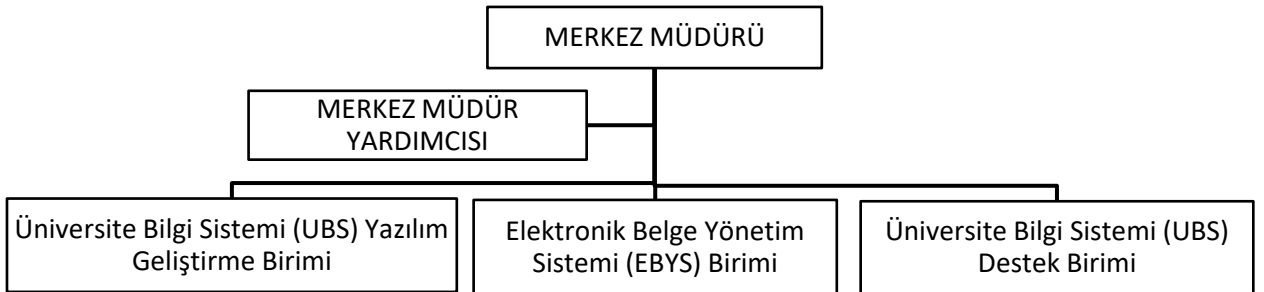 MERKEZ MÜDÜRÜ
MERKEZ MÜDÜR
YARDIMCISI
Üniversite Bilgi Sistemi (UBS) Yazılım
Geliştirme Birimi
Elektronik Belge Yönetim
Sistemi (EBYS) Birimi
Üniversite Bilgi Sistemi (UBS)
Destek Birimi